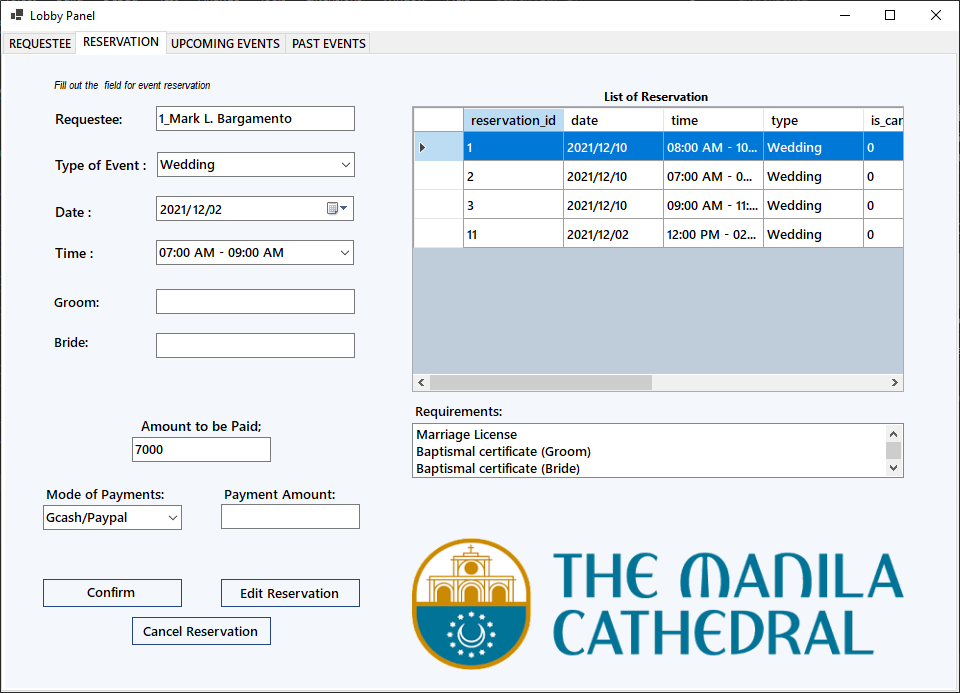 Lobby Panel
REQUESTEE RESERVATION UPCOMING EVENTS PAST EVENTS
Fill out the field for event reservation
Requestee: 1_Mark L. Bargamento
Type of Event : Wedding
Date : 2021/12/02
Time : 07:00 AM - 09:00 AM
Groom:
Bride:
Amount to be Paid;
7000
Mode of Payments: Payment Amount:
Gcash/Paypal
Confirm Edit Reservation
Cancel Reservation
List of Reservation
reservation_id date time type is_car
1 2021/12/10 08:00 AM - 10... Wedding 0
2 2021/12/10 07:00 AM - 0... Wedding 0
3 2021/12/10 09:00 AM - 11:... Wedding 0
11 2021/12/02 12:00 PM - 02... Wedding 0
Requirements:
Marriage License
Baptismal certificate (Groom)
Baptismal certificate (Bride)
THE MANILA
CATHEDRAL